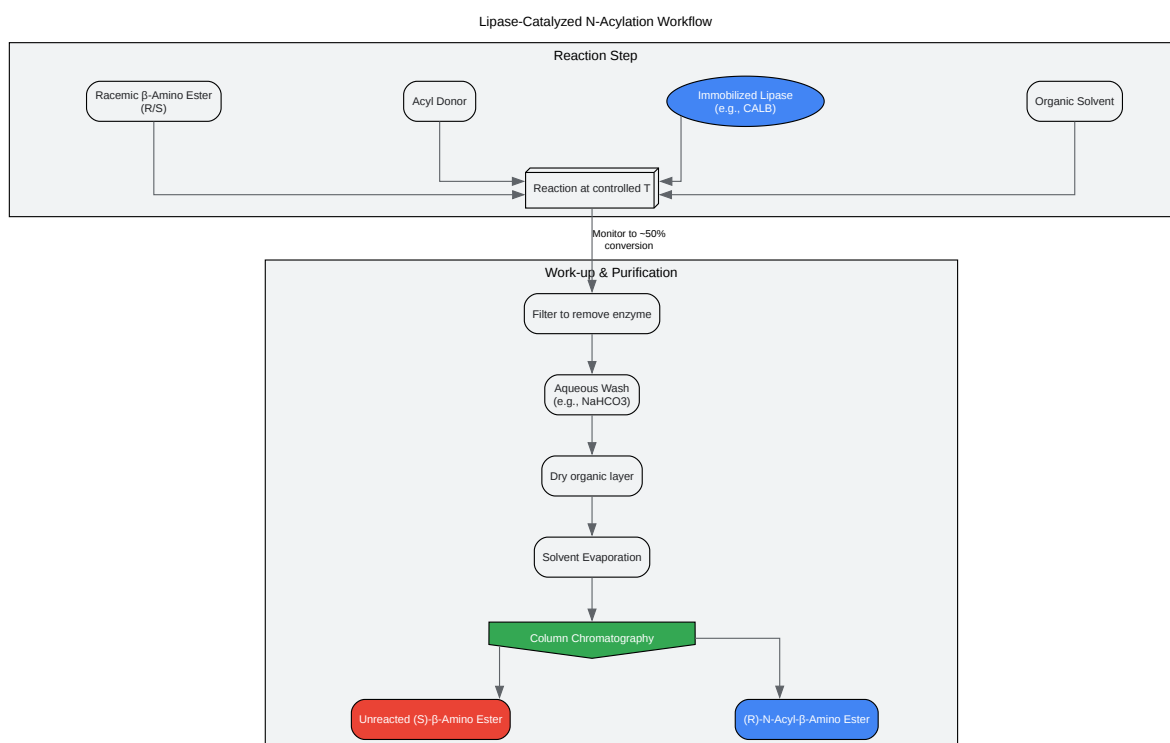 Lipase-Catalyzed N-Acylation Workflow
Reaction Step
Racemic β-Amino Ester
(R/S)
Acyl Donor
Immobilized Lipase
(e.g., CALB)
Organic Solvent
Reaction at controlled T
Monitor to ~50%
conversion
Work-up & Purification
Filter to remove enzyme
Aqueous Wash
(e.g., NaHCO3)
Dry organic layer
Solvent Evaporation
Column Chromatography
Unreacted (S)-β-Amino Ester
(R)-N-Acyl-β-Amino Ester